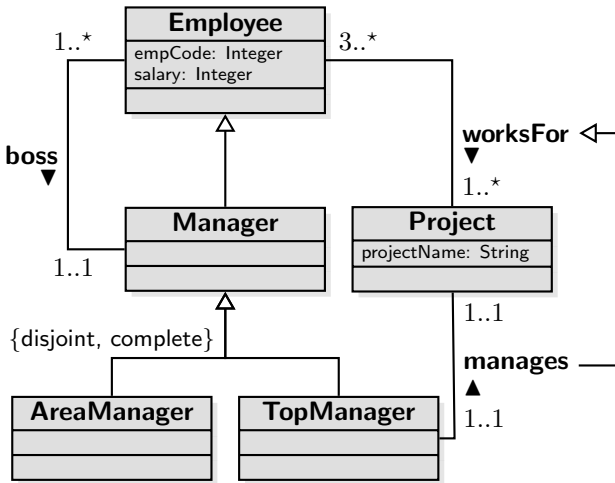 Employee
1..*
3..*
empCode: Integer
salary: Integer
boss
▼
worksFor
▼
1..*
Manager
Project
projectName: String
1..1
1..1
{disjoint, complete}
manages
▲
AreaManager
TopManager
1..1